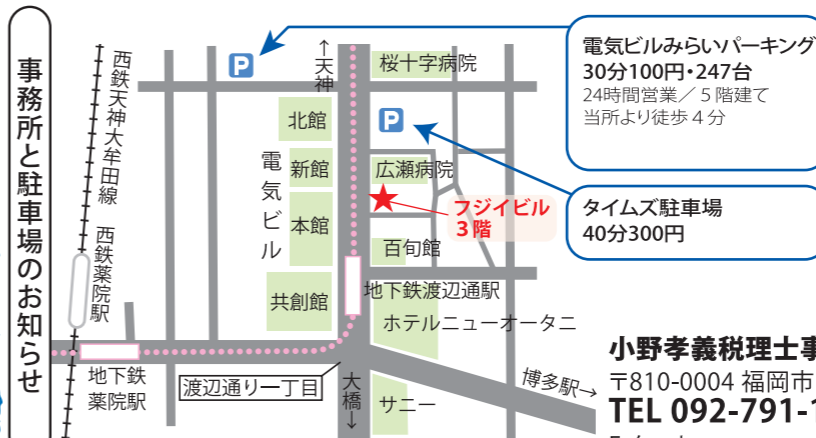 事務所と駐車場のお知らせ
西鉄天神大牟田線
西鉄薬院駅
地下鉄
薬院駅
P
↑天神
桜十字病院
P
北館
新館
本館
共創館
電気ビル
広瀬病院
フジイビル
3階
百旬館
地下鉄渡辺通駅
ホテルニューオータニ
渡辺通り一丁目
大橋↓
サニー
博多駅→
電気ビルみらいパーキング
30分100円・247台
24時間営業／５階建て
当所より徒歩４分
タイムズ駐車場
40分300円
小野孝義税理士事
〒810-0004 福岡市
TEL 092-791-1